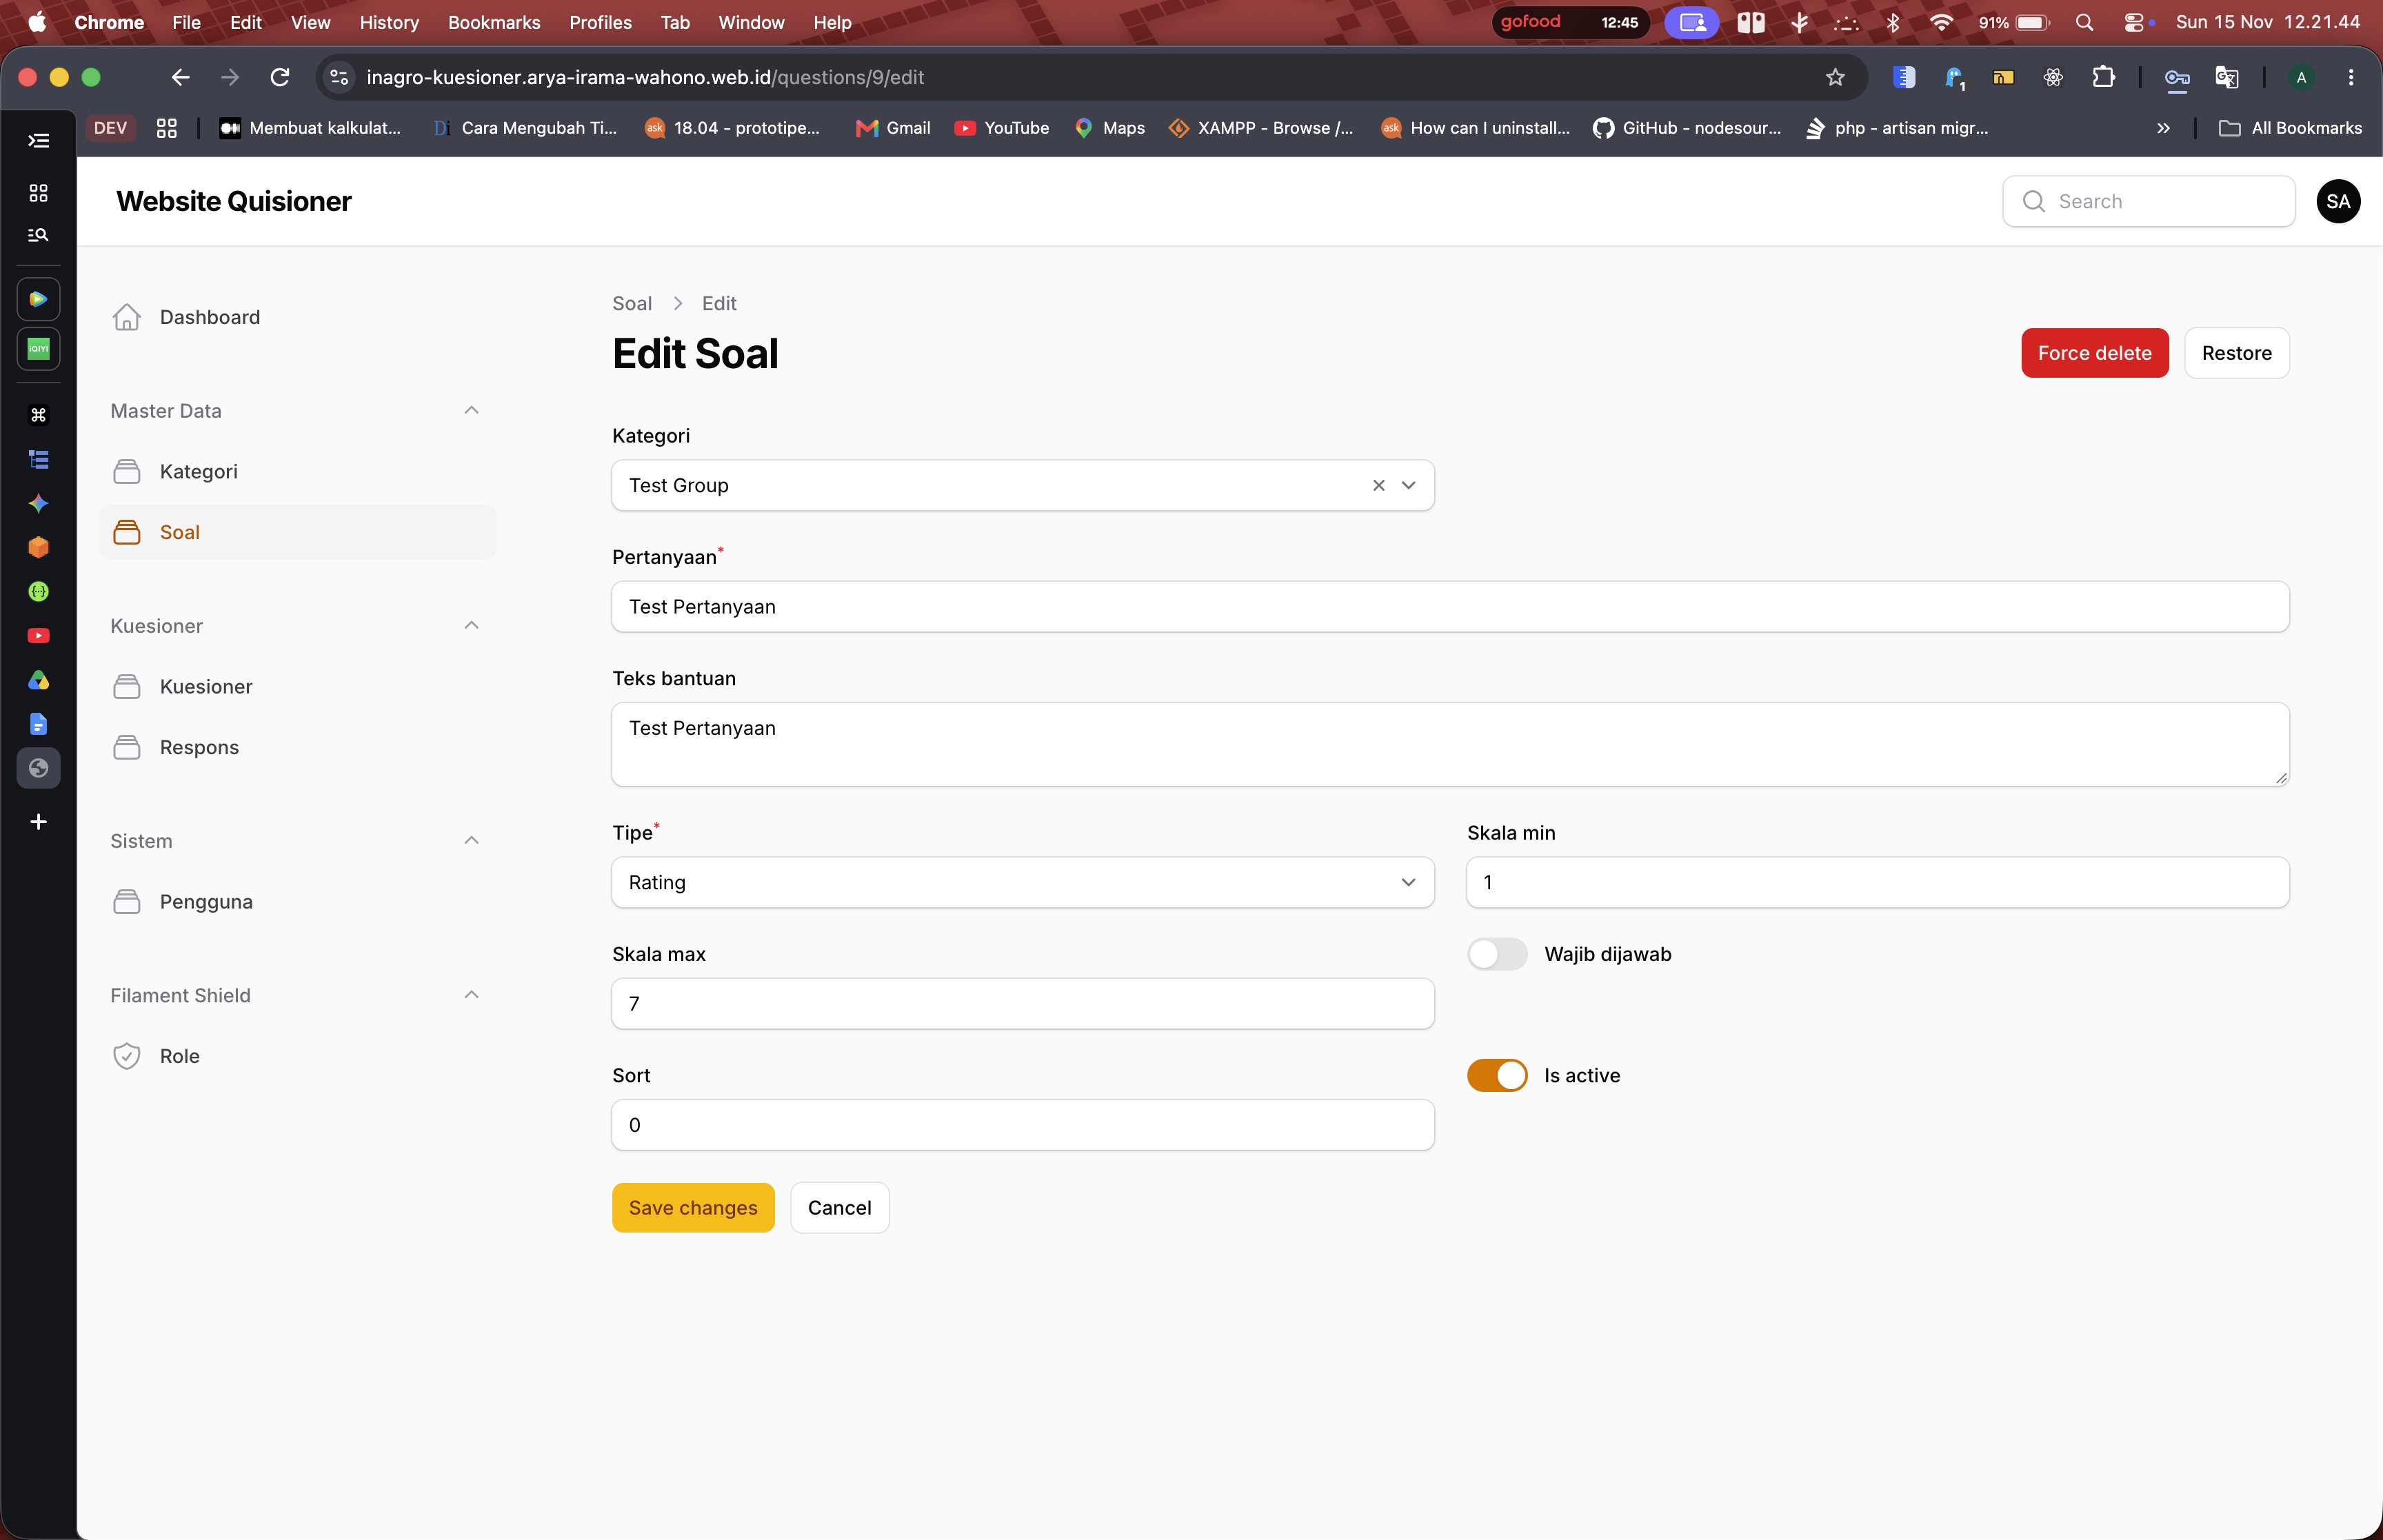 Chrome File Edit View History Bookmarks Profiles Tab Window Help gofood 12:45 91% Sun 15 Nov 12.21.44
inagro-kuesioner.arya-irama-wahono.web.id/questions/9/edit 1 A
DEV Membuat kalkulat... Di Cara Mengubah Ti... ask 18.04 - prototipe... Gmail YouTube Maps XAMPP - Browse /... ask How can I uninstall... GitHub - nodesour... php - artisan migr... » All Bookmarks
iQIYI
Website Quisioner
Search
SA
Dashboard
Master Data
Kategori
Soal
Kuesioner
Kuesioner
Respons
Sistem
Pengguna
Filament Shield
Role
Soal > Edit
Edit Soal
Force delete
Restore
Kategori
Test Group
Pertanyaan*
Test Pertanyaan
Teks bantuan
Test Pertanyaan
Tipe*
Rating
Skala min
1
Skala max
7
Wajib dijawab
Sort
0
Is active
Save changes
Cancel